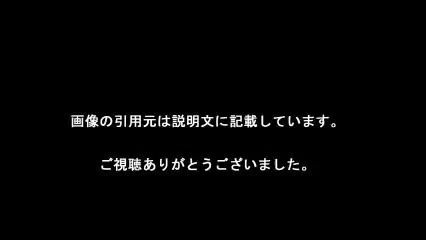 画像の引用元は説明文に記載しています。
ご視聴ありがとうございました。